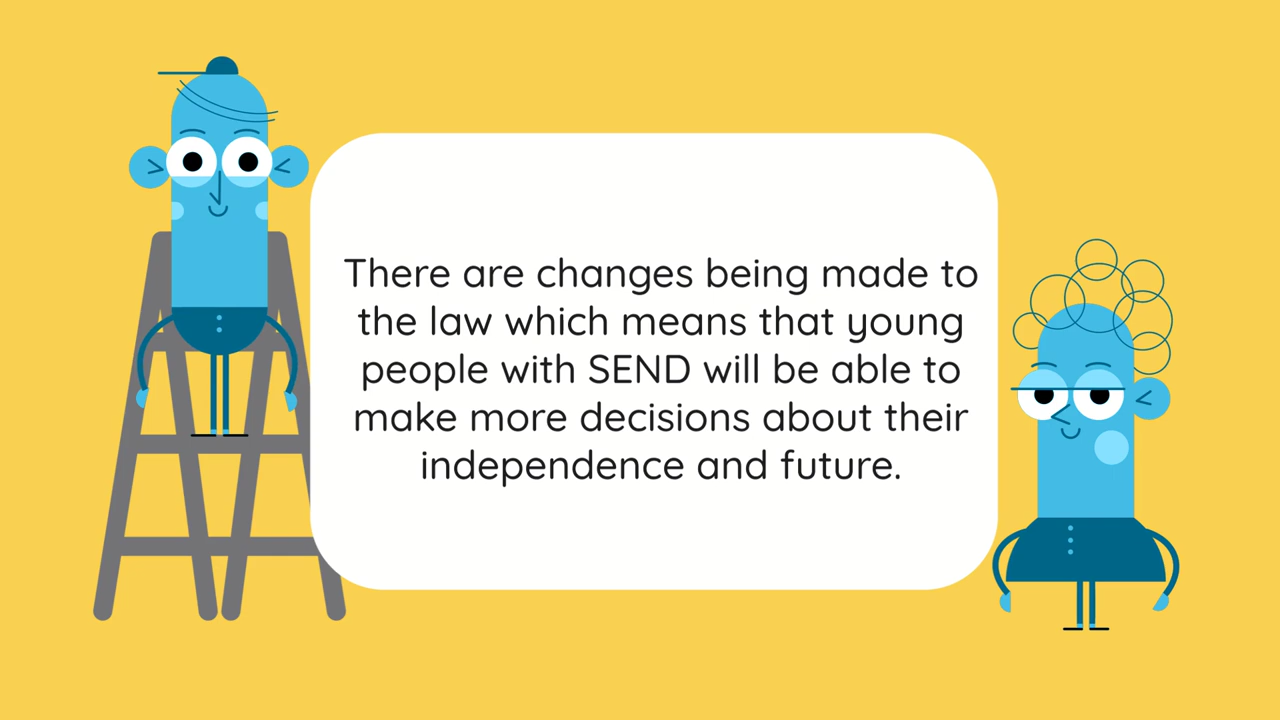 There are changes being made to
the law which means that young
people with SEND will be able to
make more decisions about their
independence and future.